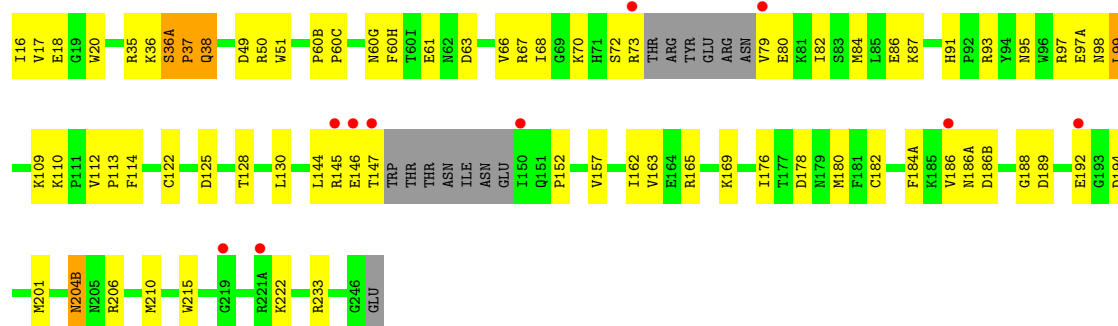 I16 V17 E18 G19 W20 R35 K36 S36A P37 Q38 D49 R50 W51 P60B P60C N60G F60H T60I E61 N62 D63 V66 R67 I68 G69 K70 H71 S72 R73 THR ARG TYR GLU ARG ASN V79 E80 K81 I82 S83 M84 L85 E86 K87 H91 P92 R93 Y94 N95 W96 R97 E97A N98
K109 K110 P111 V112 P113 F114 C122 D125 T128 L130 L144 R145 E146 T147 TRP THR THR ASN ILE ASN GLU I150 Q151 P152 V157 I162 V163 E164 R165 K169 I176 T177 D178 N179 M180 F181 C182 F184A K185 V186 N186A D186B G188 D189 E192 G193 D194
M201 N204B N205 R206 M210 W215 G219 R221A K222 R233 G246 GLU